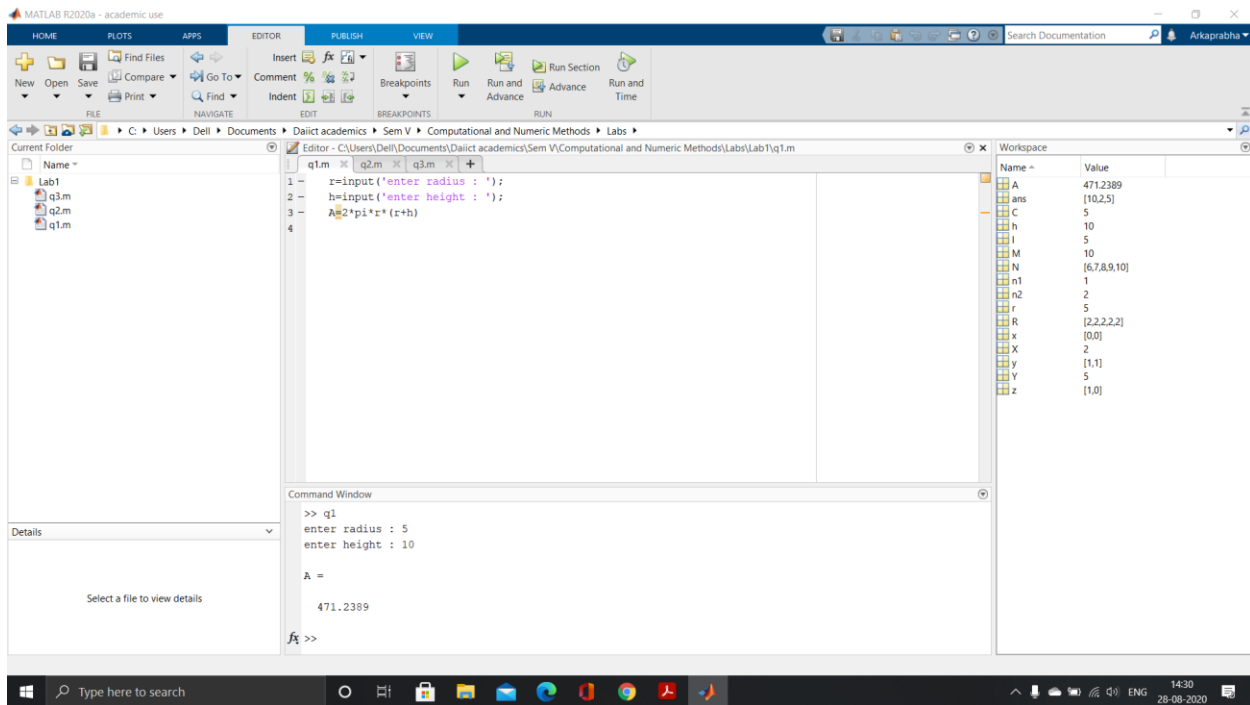 MATLAB R2020a - academic use
HOME PLOTS APPS EDITOR PUBLISH VIEW Search Documentation Arkaprabha
New Open Save Find Files Compare Print FILE
Go To Find NAVIGATE
Insert fx Comment % Indent EDIT
Breakpoints BREAKPOINTS
Run Run and Advance Run Section Advance Run and Time RUN
C: Users Dell Documents Daiict academics Sem V Computational and Numeric Methods Labs
Current Folder
Name
Lab1
q3.m
q2.m
q1.m
Details
Select a file to view details
Editor - C:\Users\Dell\Documents\Daiict academics\Sem V\Computational and Numeric Methods\Labs\Lab1\q1.m
q1.m q2.m q3.m +
1 - r=input('enter radius : ');
2 - h=input('enter height : ');
3 - A=2*pi*r*(r+h)
4
Command Window
>> q1
enter radius : 5
enter height : 10
A =
471.2389
fx >>
Workspace
Name Value
A 471.2389
ans [10,2,5]
C 5
h 10
I 5
M 10
N [6,7,8,9,10]
n1 1
n2 2
r 5
R [2,2,2,2,2]
x [0,0]
X 2
y [1,1]
Y 5
z [1,0]
Type here to search
ENG
14:30
28-08-2020